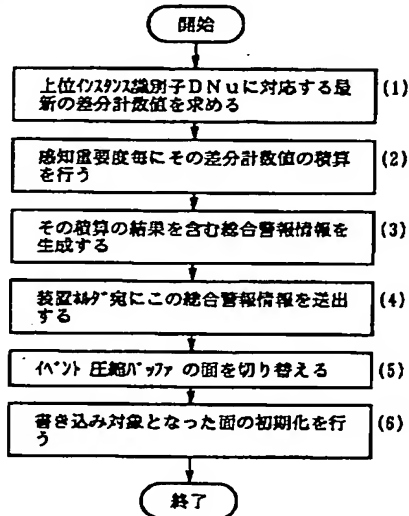 開始
上位インスタンス識別子DNuに対応する最
新の差分計数値を求める
(1)
感知重要度毎にその差分計数値の積算
を行う
(2)
その積算の結果を含む総合警報情報を
生成する
(3)
装置ホルダ宛にこの総合警報情報を送出
する
(4)
イベント圧縮バッファの面を切り替える
(5)
書き込み対象となった面の初期化を行
う
(6)
終了